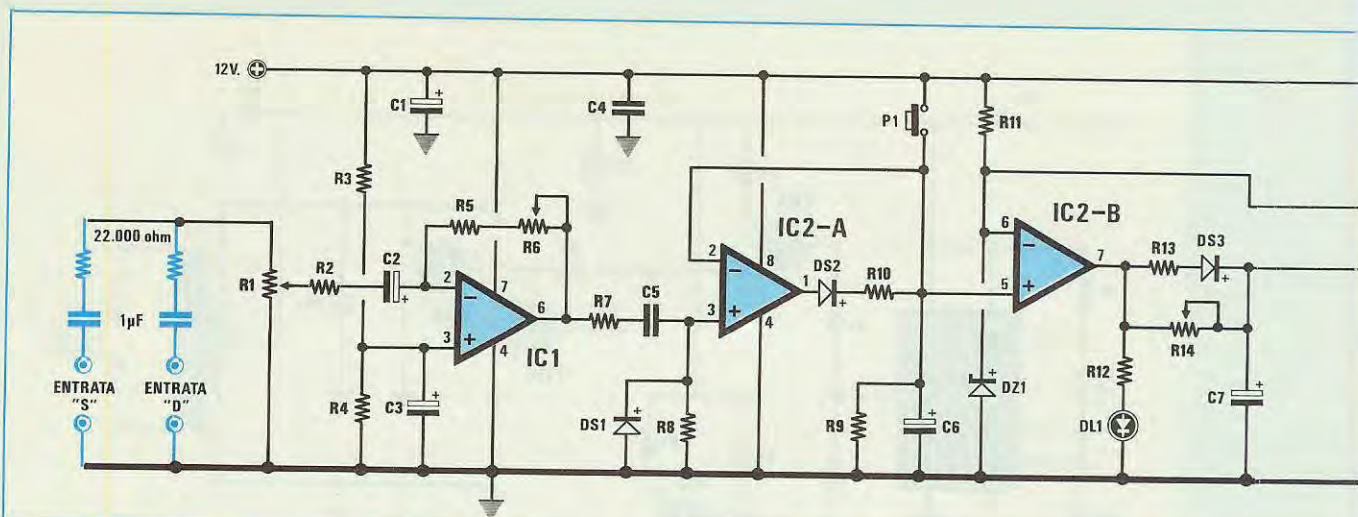 12V.
C1
+
C4
P1
R11
R3
IC2-A
IC2-B
R5
R6
22.000 ohm
C2
R1
R2
+
2
−
7
6
3
+
4
IC1
R7
C5
2
−
8
3
+
1
4
DS2
+
R10
6
−
5
+
7
R13
DS3
+
R14
1µF
ENTRATA
"S"
ENTRATA
"D"
R4
C3
+
DS1
+
R8
R9
C6
+
DZ1
+
R12
DL1
C7
+